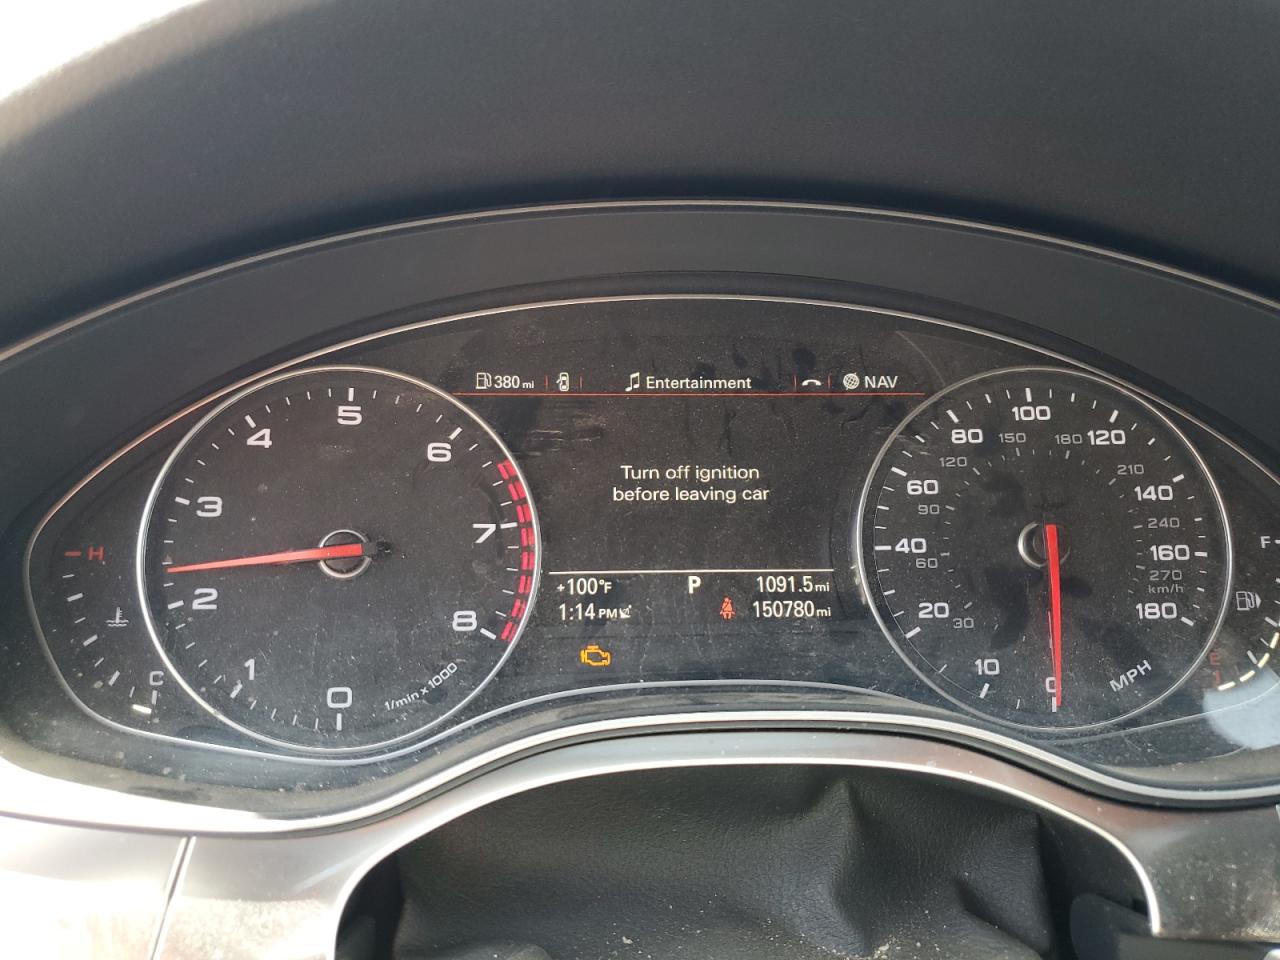 380 mi Entertainment NAV
Turn off ignition
before leaving car
+100°F P 1091.5 mi
1:14 PM 150780 mi
H
C
0
1
2
3
4
5
6
7
8
1/min x 1000
0
10
20
30
40
60
60
90
80
120
100
150
120
180
140
210
160
240
180
270
km/h
MPH
F
E